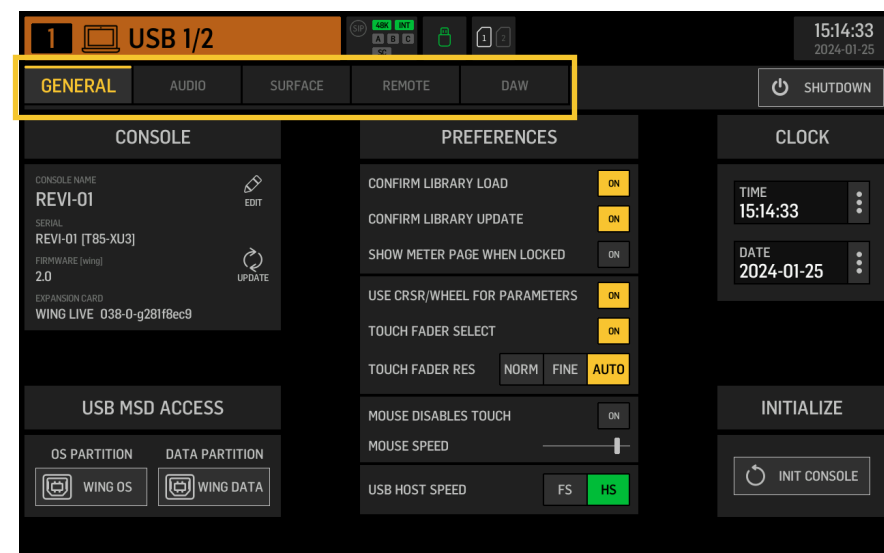 1 USB 1/2
SIP 48K INT
A B C
SC
1 2
15:14:33
2024-01-25
GENERAL AUDIO SURFACE REMOTE DAW
SHUTDOWN
CONSOLE
CONSOLE NAME
REVI-01
EDIT
SERIAL
REVI-01 [T85-XU3]
FIRMWARE [wing]
2.0
UPDATE
EXPANSION CARD
WING LIVE 038-0-g281f8ec9
USB MSD ACCESS
OS PARTITION DATA PARTITION
WING OS WING DATA
PREFERENCES
CONFIRM LIBRARY LOAD ON
CONFIRM LIBRARY UPDATE ON
SHOW METER PAGE WHEN LOCKED ON
USE CRSR/WHEEL FOR PARAMETERS ON
TOUCH FADER SELECT ON
TOUCH FADER RES NORM FINE AUTO
MOUSE DISABLES TOUCH ON
MOUSE SPEED
USB HOST SPEED FS HS
CLOCK
TIME
15:14:33
DATE
2024-01-25
INITIALIZE
INIT CONSOLE